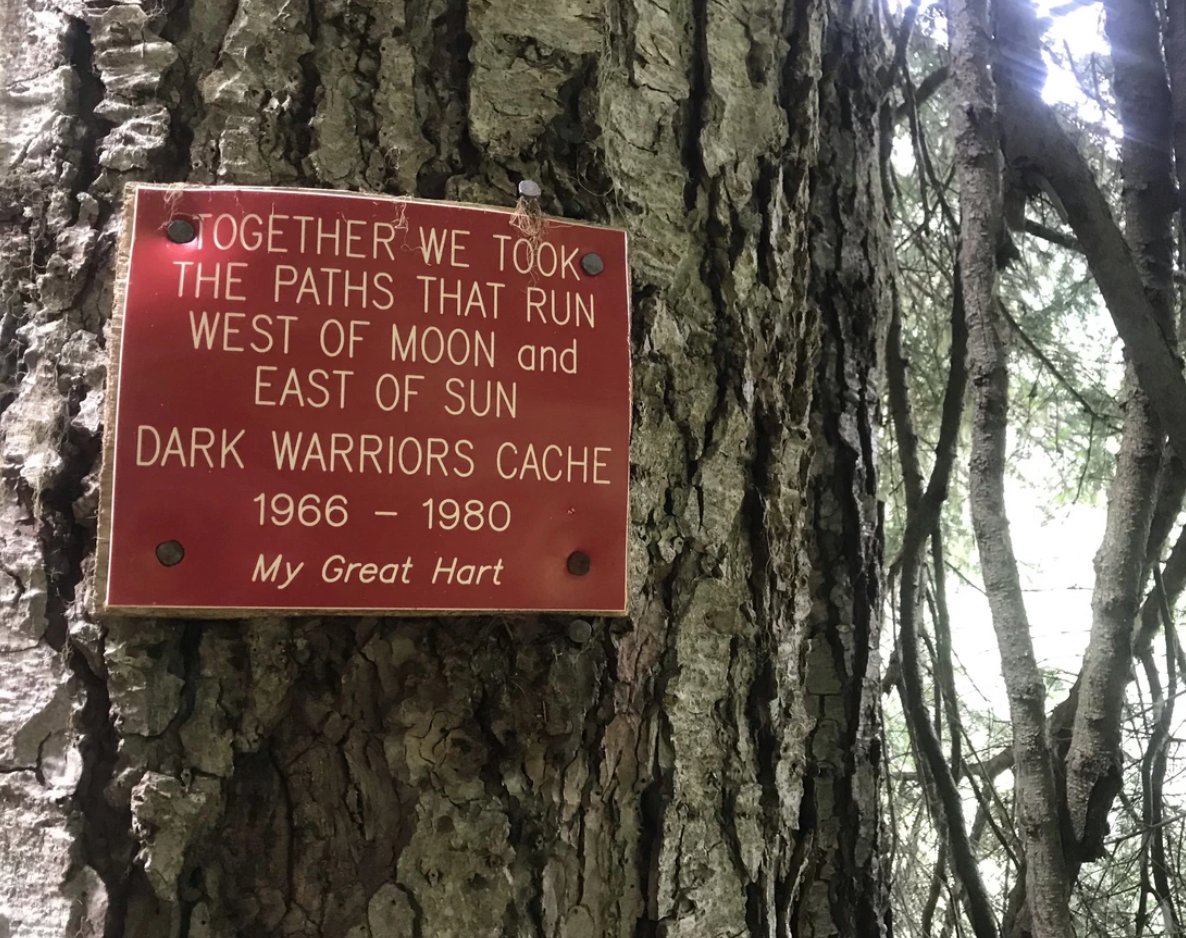 TOGETHER WE TOOK
THE PATHS THAT RUN
WEST OF MOON and
EAST OF SUN
DARK WARRIORS CACHE
1966 – 1980
My Great Hart